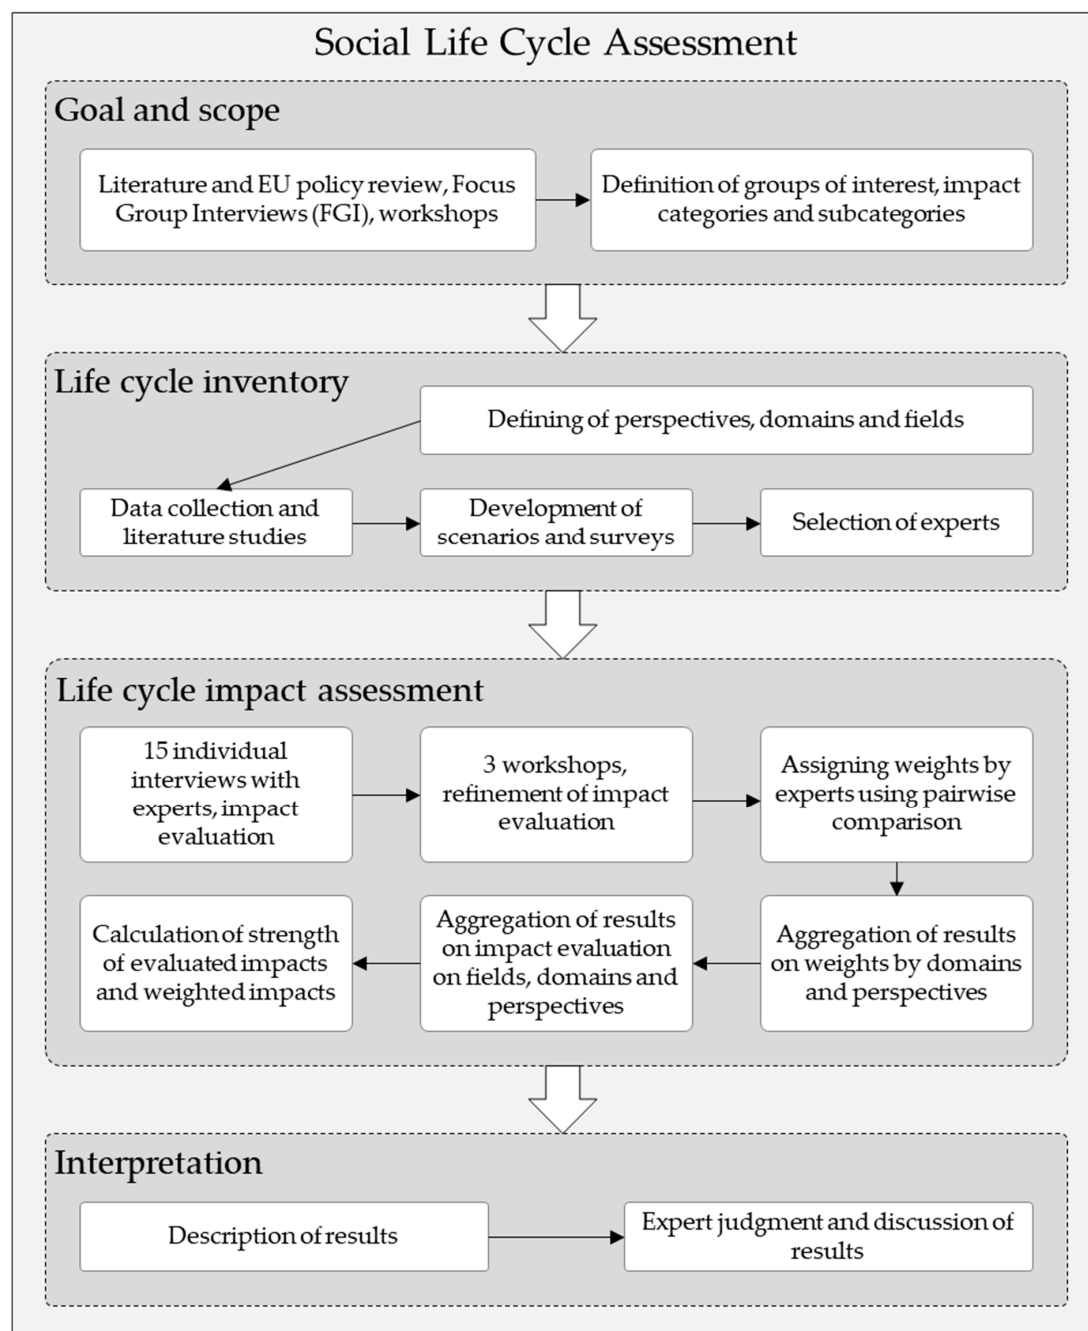 Social Life Cycle Assessment
Goal and scope
Literature and EU policy review, Focus
Group Interviews (FGI), workshops
Definition of groups of interest, impact
categories and subcategories
Life cycle inventory
Defining of perspectives, domains and fields
Data collection and
literature studies
Development of
scenarios and surveys
Selection of experts
Life cycle impact assessment
15 individual
interviews with
experts, impact
evaluation
3 workshops,
refinement of impact
evaluation
Assigning weights by
experts using pairwise
comparison
Aggregation of results
on weights by domains
and perspectives
Aggregation of results
on impact evaluation
on fields, domains and
perspectives
Calculation of strength
of evaluated impacts
and weighted impacts
Interpretation
Description of results
Expert judgment and discussion of
results